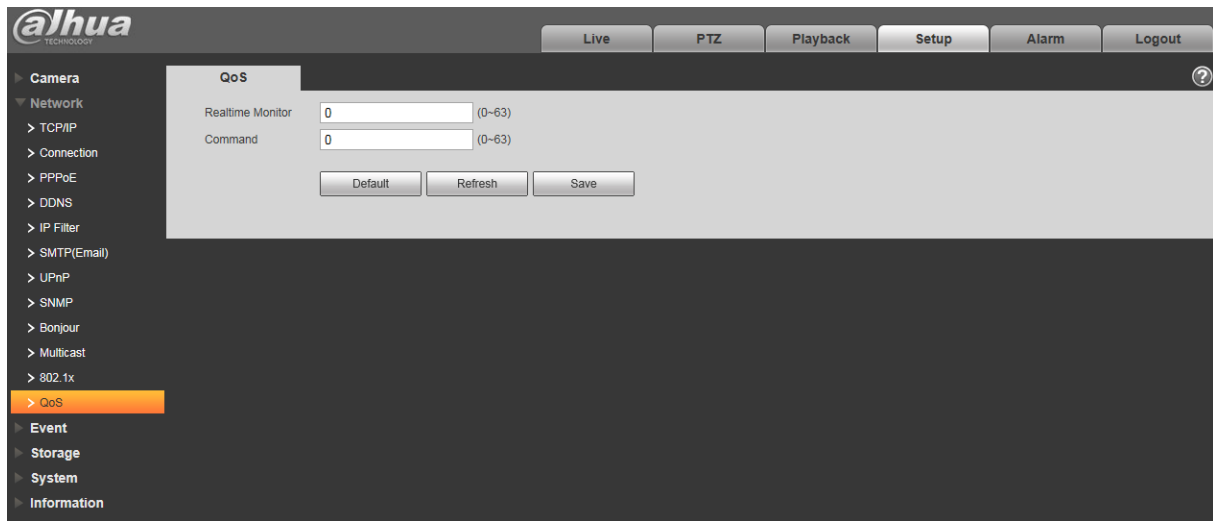 alhua
TECHNOLOGY
Live PTZ Playback Setup Alarm Logout
Camera
Network
> TCP/IP
> Connection
> PPPoE
> DDNS
> IP Filter
> SMTP(Email)
> UPnP
> SNMP
> Bonjour
> Multicast
> 802.1x
> QoS
Event
Storage
System
Information
QoS ?
Realtime Monitor 0 (0~63)
Command 0 (0~63)
Default Refresh Save